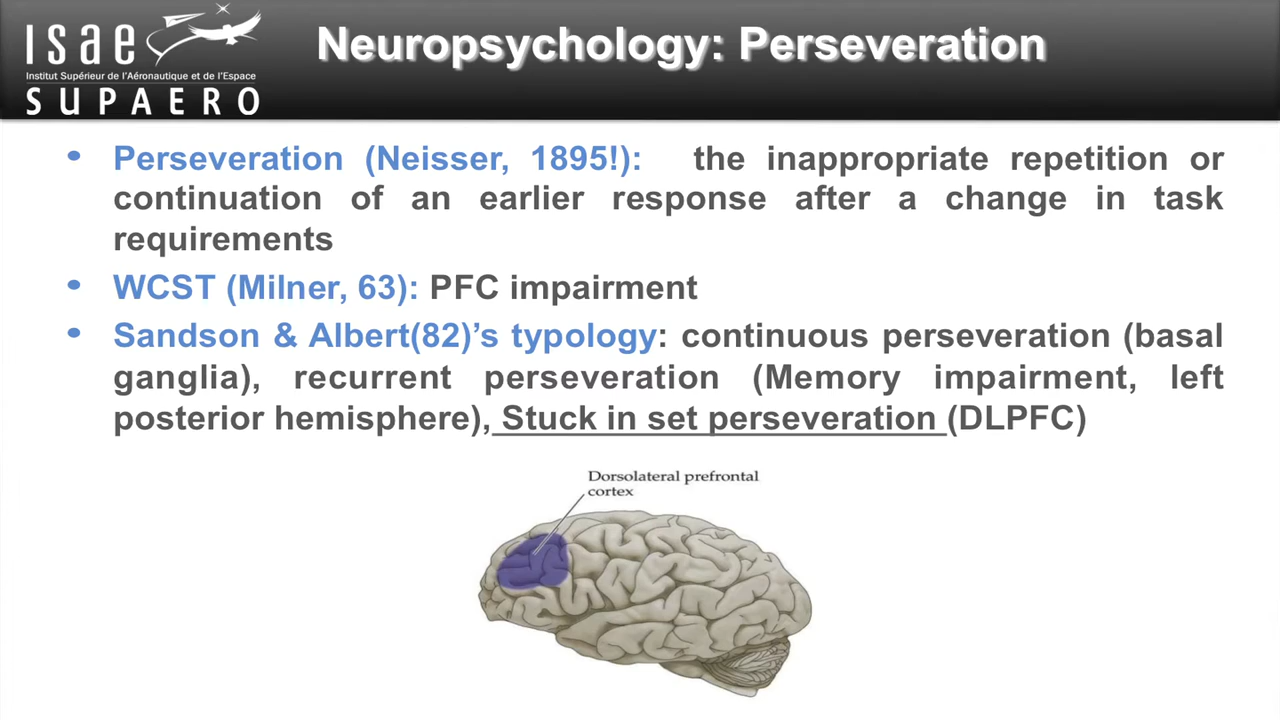 isae
Institut Supérieur de l'Aéronautique et de l'Espace
SUPAERO
Neuropsychology: Perseveration
• Perseveration (Neisser, 1895!): the inappropriate repetition or
continuation of an earlier response after a change in task
requirements
• WCST (Milner, 63): PFC impairment
• Sandson & Albert(82)’s typology: continuous perseveration (basal
ganglia), recurrent perseveration (Memory impairment, left
posterior hemisphere), Stuck in set perseveration (DLPFC)
Dorsolateral prefrontal
cortex